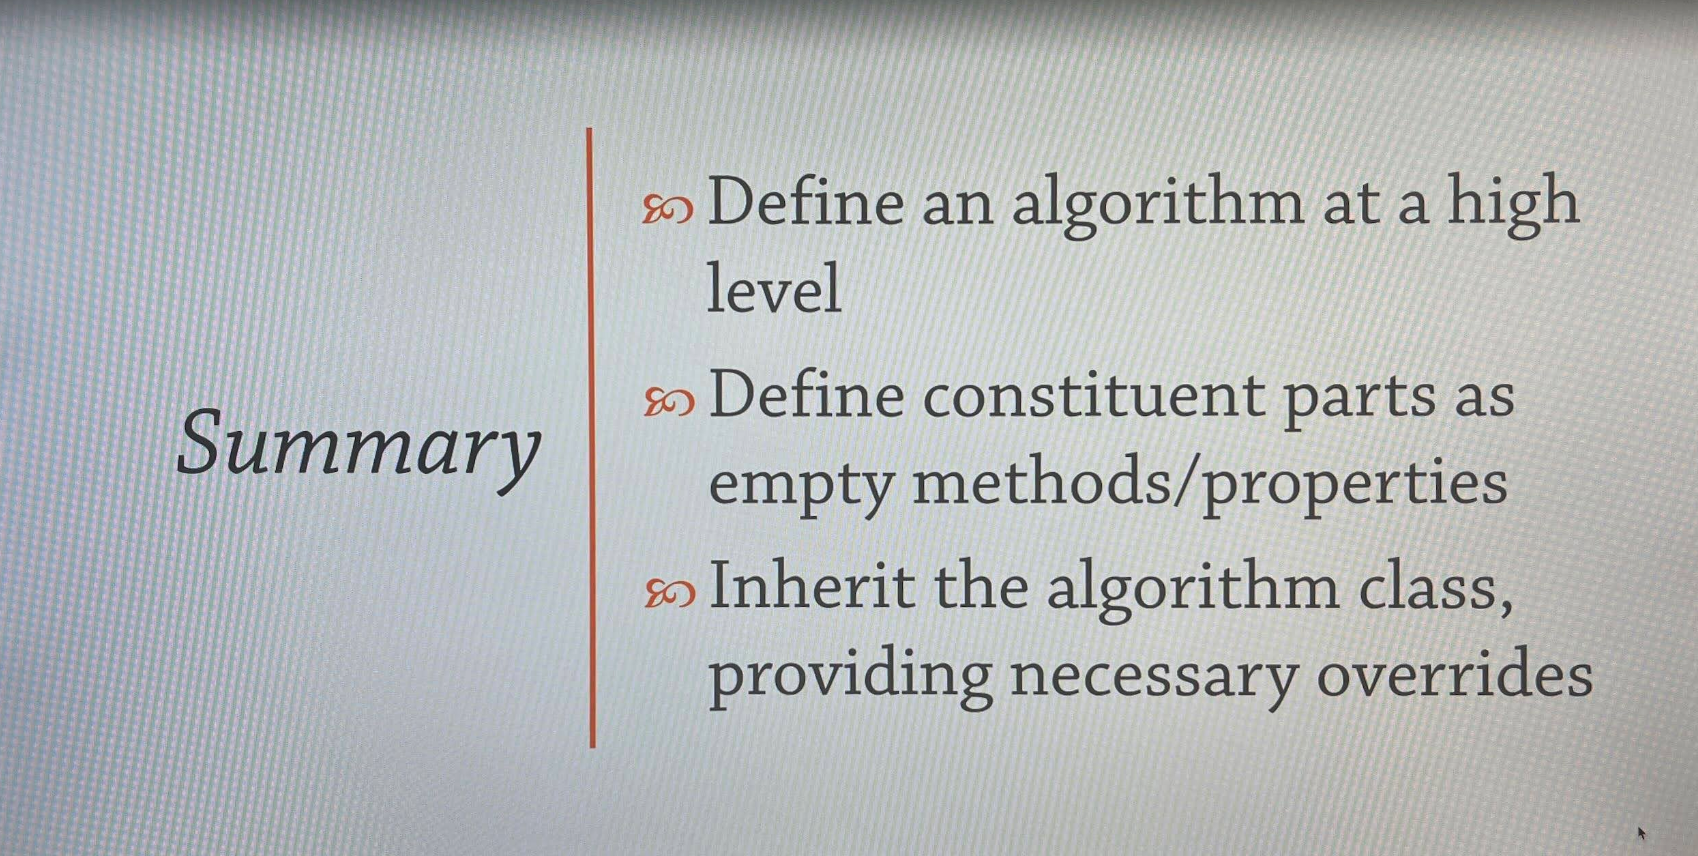 Summary
Define an algorithm at a high
level
Define constituent parts as
empty methods/properties
Inherit the algorithm class,
providing necessary overrides